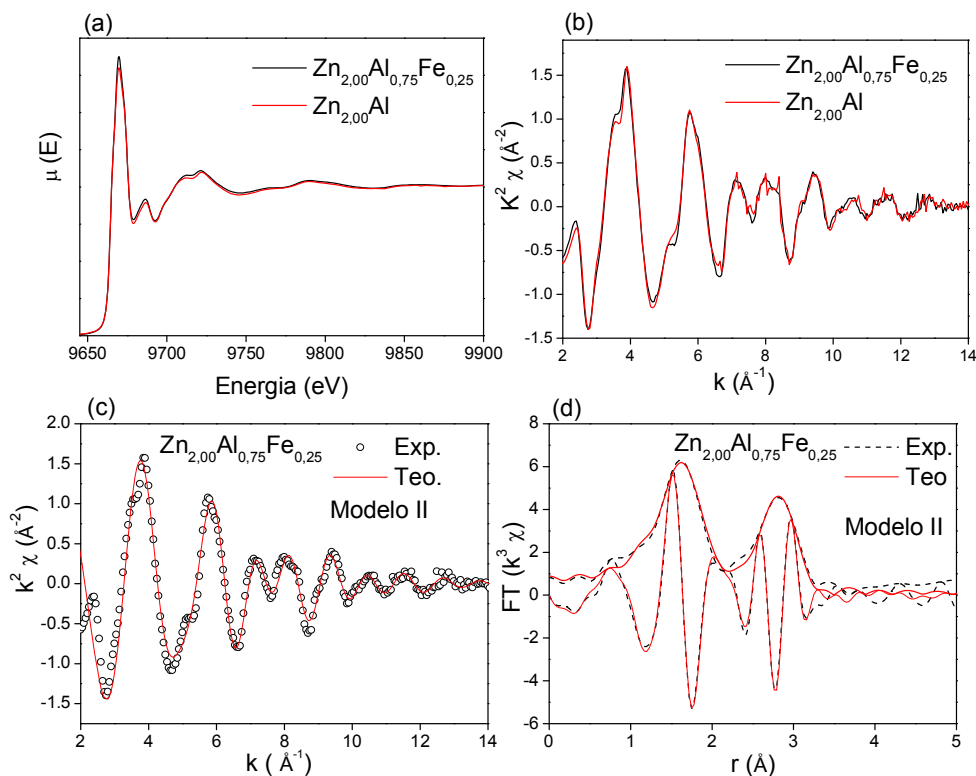 (a)
Zn2,00Al0,75Fe0,25
Zn2,00Al
μ (E)
9650 9700 9750 9800 9850 9900
Energia (eV)
(b)
Zn2,00Al0,75Fe0,25
Zn2,00Al
K² χ (Å⁻²)
1.5
1.0
0.5
0.0
-0.5
-1.0
-1.5
2 4 6 8 10 12 14
k (Å⁻¹)
(c)
Zn2,00Al0,75Fe0,25
Exp.
Teo.
Modelo II
k² χ (Å⁻²)
2.0
1.5
1.0
0.5
0.0
-0.5
-1.0
-1.5
2 4 6 8 10 12 14
k ( Å⁻¹)
(d)
Zn2,00Al0,75Fe0,25
Exp.
Teo
Modelo II
FT (k³ χ)
8
6
4
2
0
-2
-4
-6
0 1 2 3 4 5
r (Å)